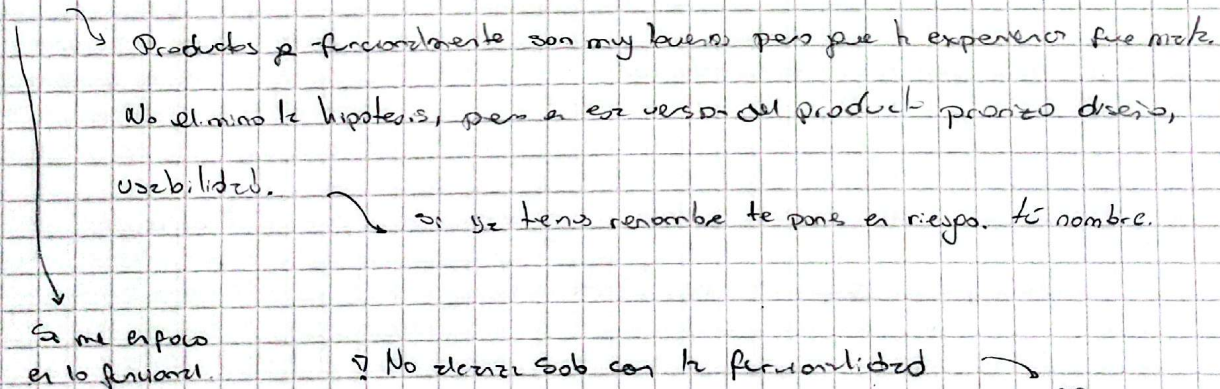 Productos q funcionalmente son muy buenos pero que la experiencia fue mala.
No elimino la hipotesis, pero en esa version del producto priorizo diseño,
usabilidad.
si ya tenes renombre te pone en riesgo. tú nombre.
Si me enfoco
en lo funcional.
No alcanza solo con la funcionalidad